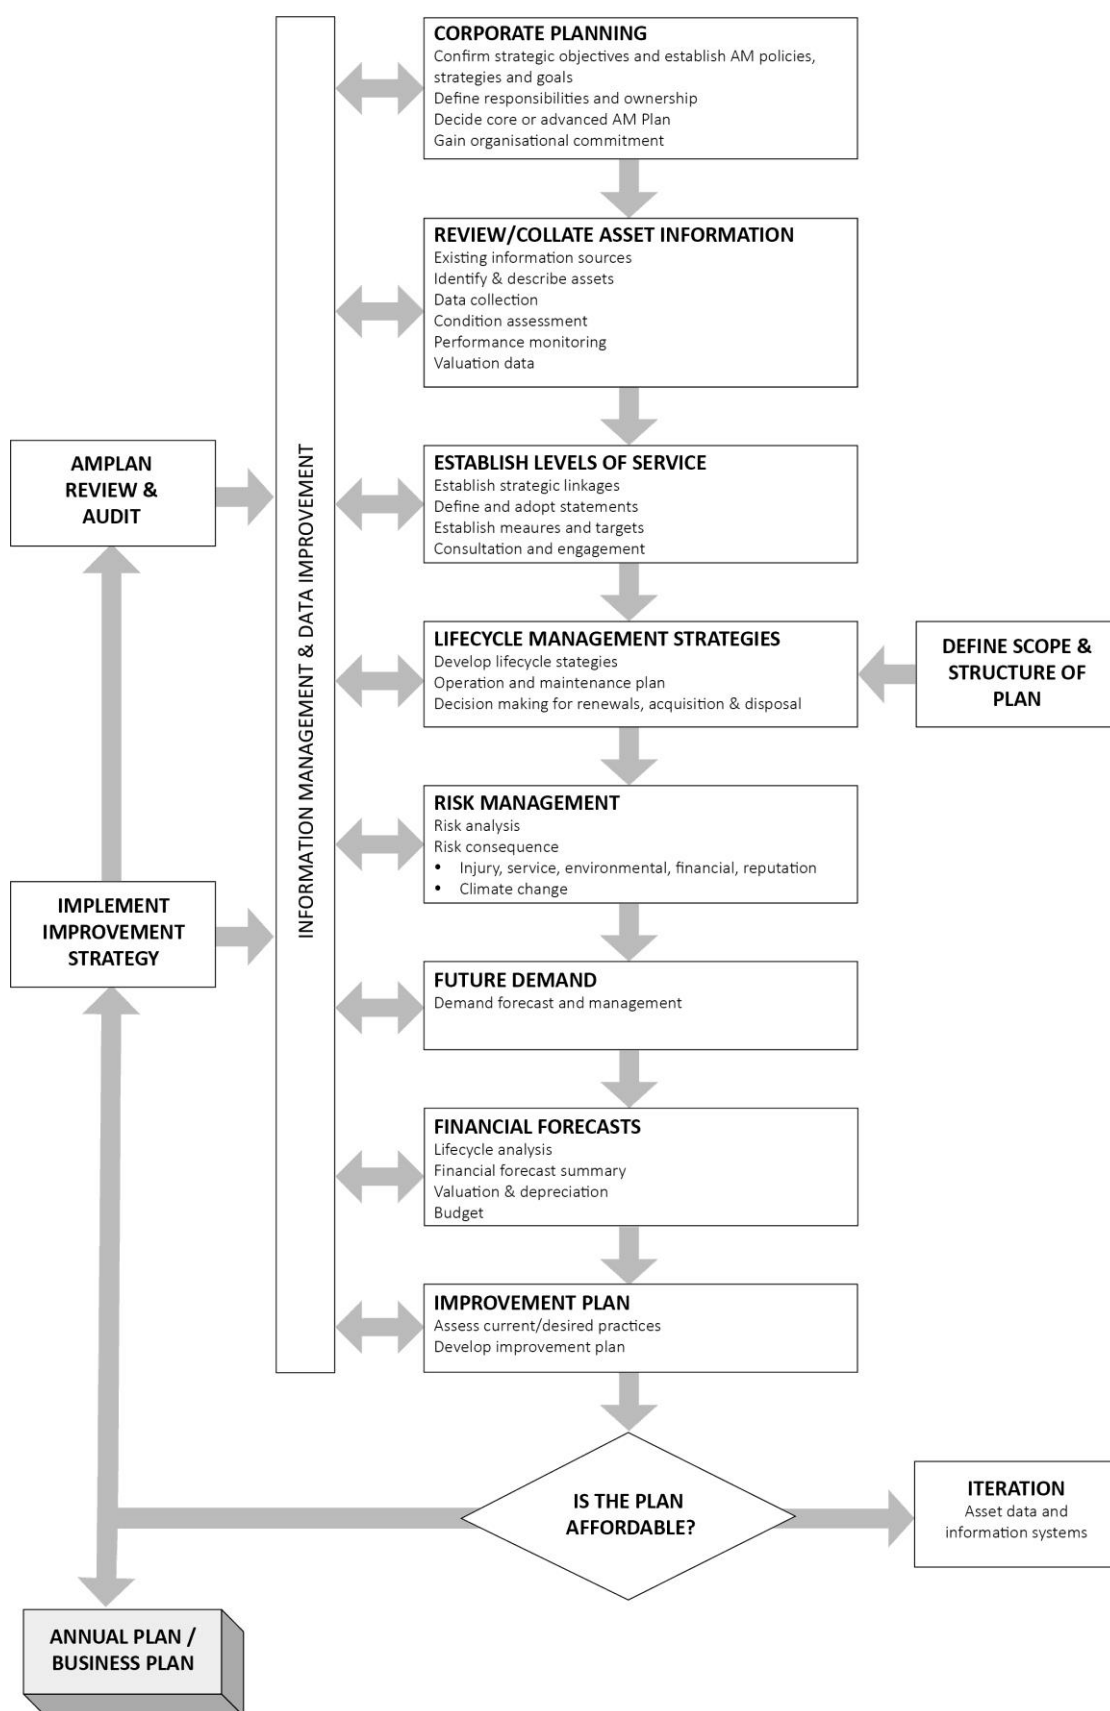 CORPORATE PLANNING
Confirm strategic objectives and establish AM policies,
strategies and goals
Define responsibilities and ownership
Decide core or advanced AM Plan
Gain organisational commitment
REVIEW/COLLATE ASSET INFORMATION
Existing information sources
Identify & describe assets
Data collection
Condition assessment
Performance monitoring
Valuation data
AMPLAN
REVIEW &
AUDIT
INFORMATION MANAGEMENT & DATA IMPROVEMENT
ESTABLISH LEVELS OF SERVICE
Establish strategic linkages
Define and adopt statements
Establish meaures and targets
Consultation and engagement
LIFECYCLE MANAGEMENT STRATEGIES
Develop lifecycle stategies
Operation and maintenance plan
Decision making for renewals, acquisition & disposal
DEFINE SCOPE &
STRUCTURE OF
PLAN
RISK MANAGEMENT
Risk analysis
Risk consequence
• Injury, service, environmental, financial, reputation
• Climate change
IMPLEMENT
IMPROVEMENT
STRATEGY
FUTURE DEMAND
Demand forecast and management
FINANCIAL FORECASTS
Lifecycle analysis
Financial forecast summary
Valuation & depreciation
Budget
IMPROVEMENT PLAN
Assess current/desired practices
Develop improvement plan
IS THE PLAN
AFFORDABLE?
ITERATION
Asset data and
information systems
ANNUAL PLAN /
BUSINESS PLAN